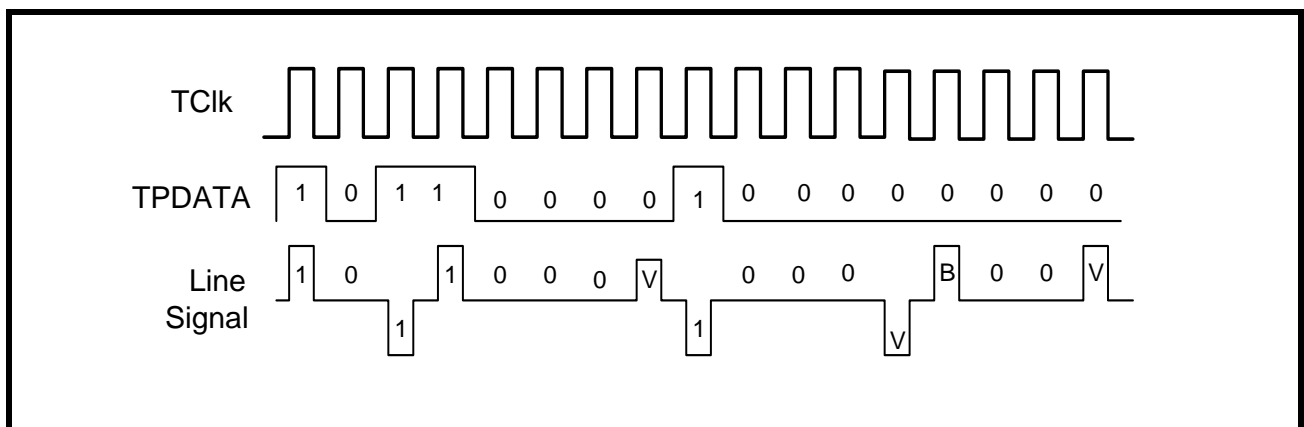 TClk
TPDATA 1 0 1 1 0 0 0 0 1 0 0 0 0 0 0 0 0
Line Signal 1 0 1 0 0 0 V 0 0 0 B 0 0 V
1 1 V